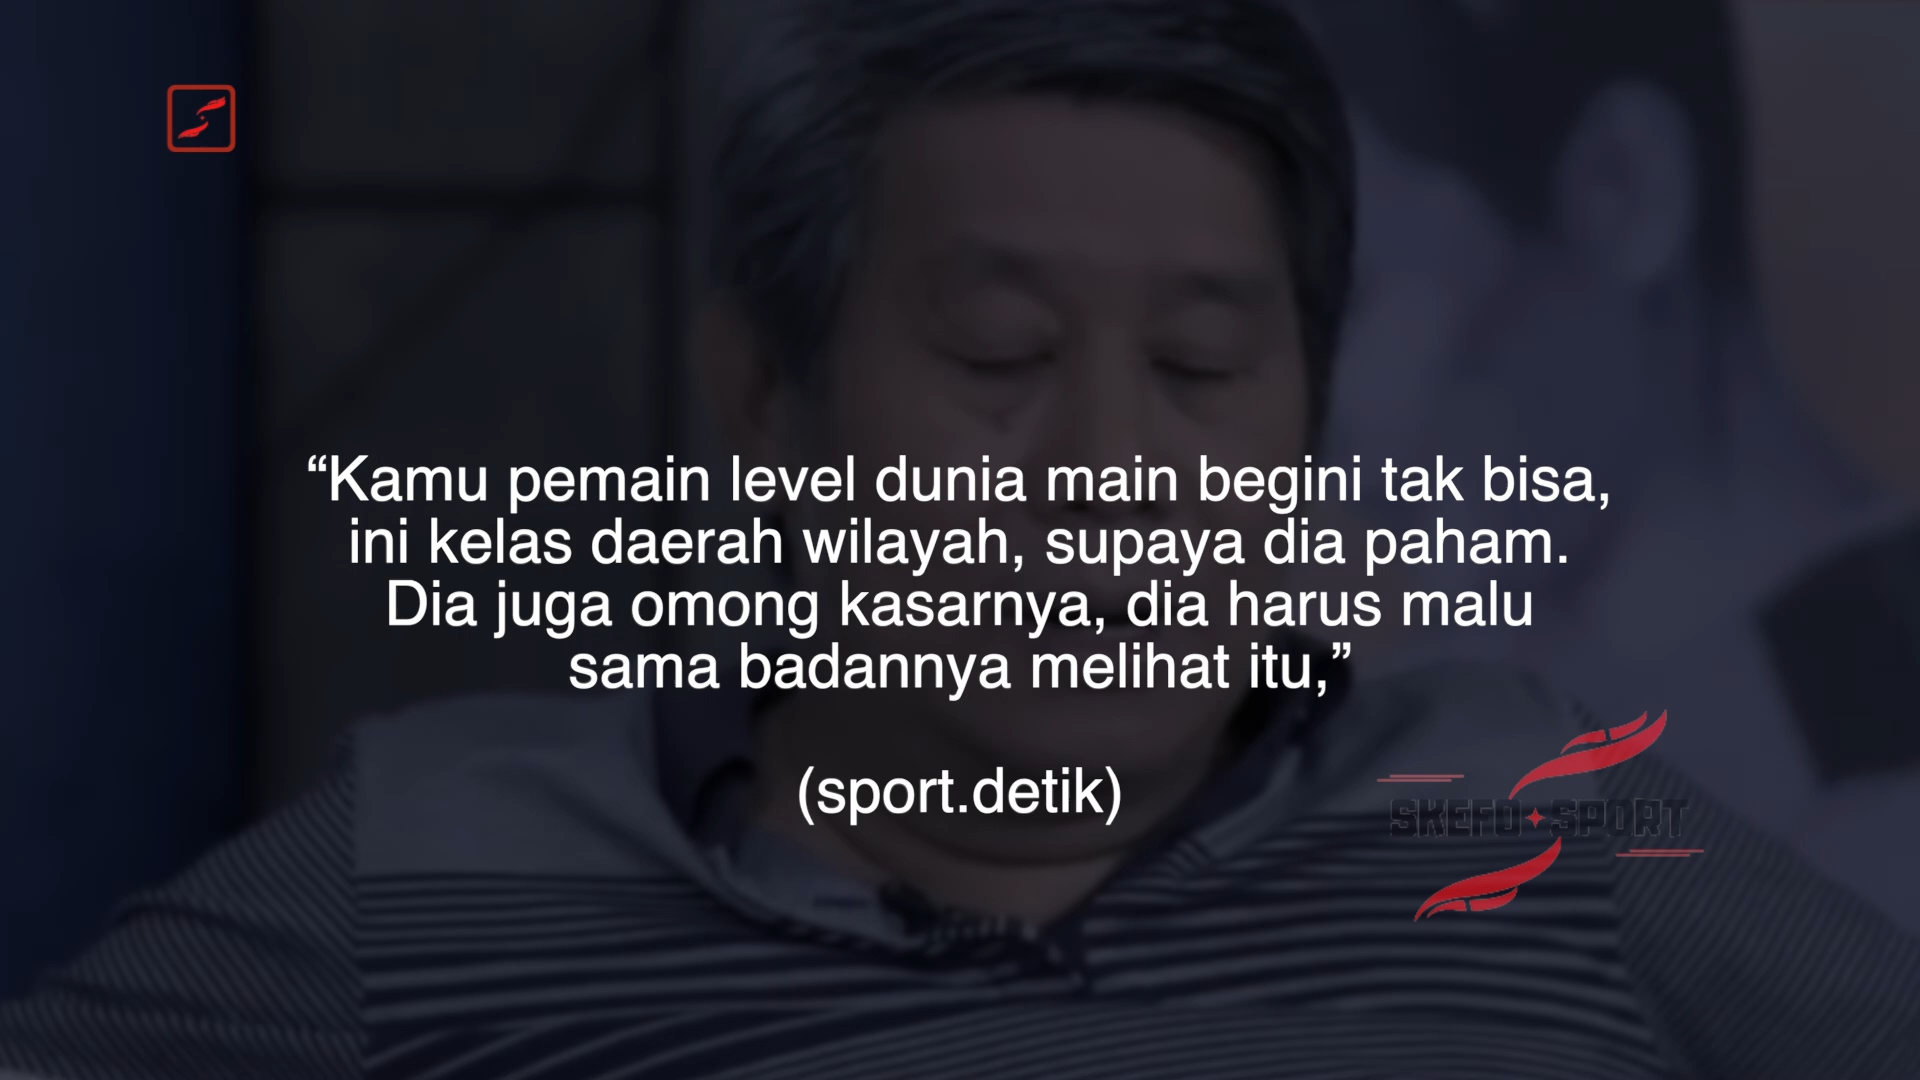 “Kamu pemain level dunia main begini tak bisa,
ini kelas daerah wilayah, supaya dia paham.
Dia juga omong kasarnya, dia harus malu
sama badannya melihat itu,”
(sport.detik)
SKEFO SPORT